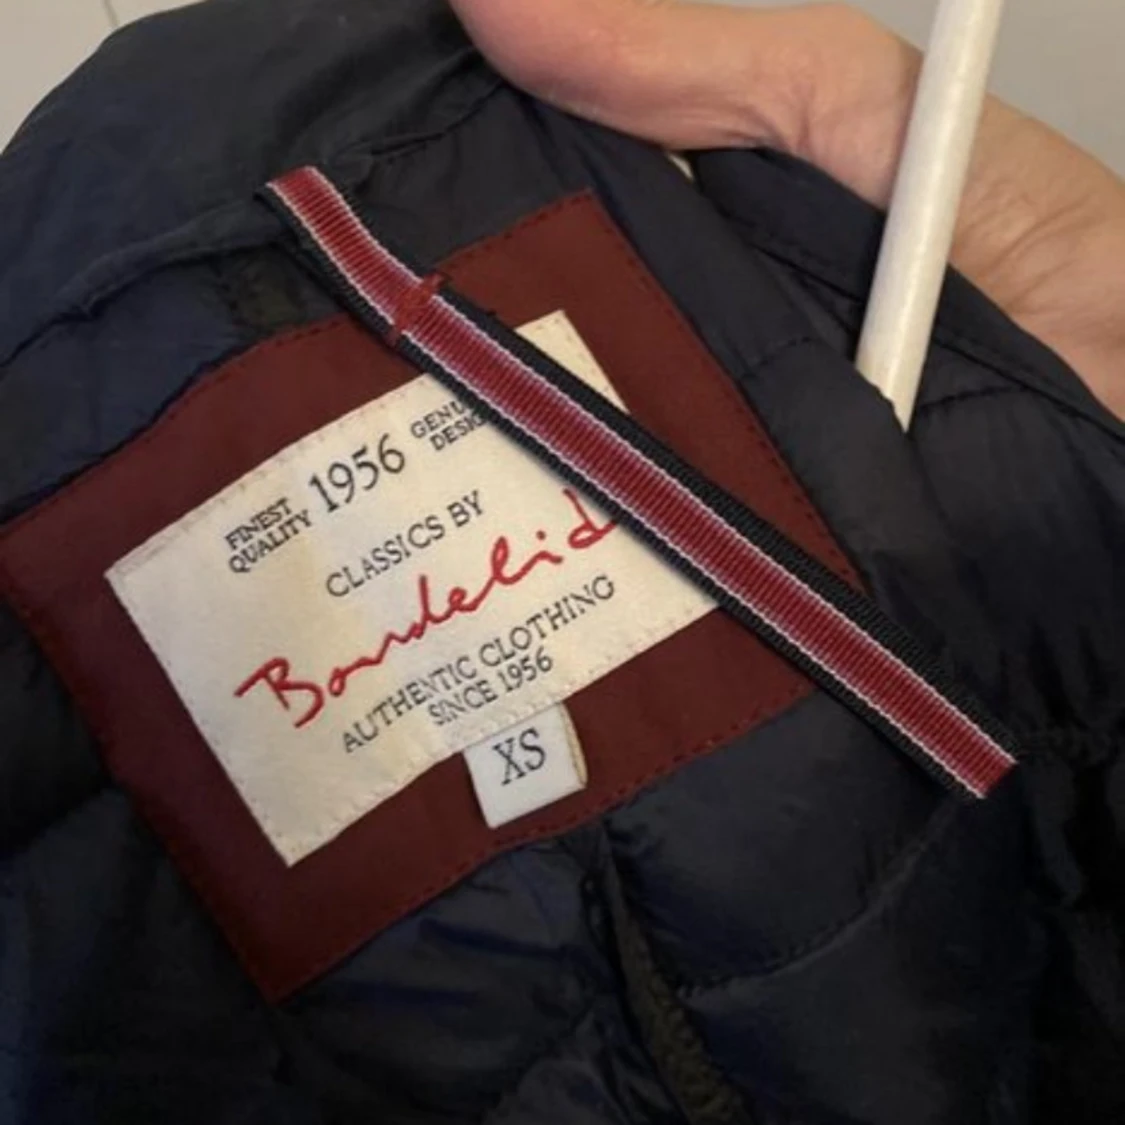 FINEST
QUALITY
1956
CLASSICS BY
Bondelid
AUTHENTIC CLOTHING
SINCE 1956
XS